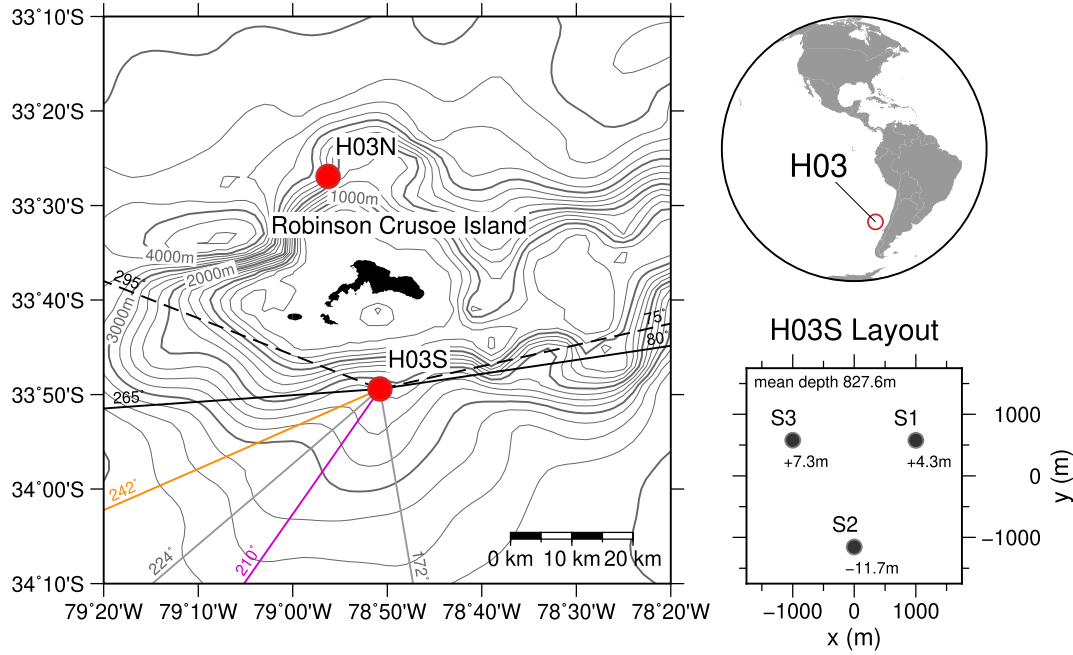 33°10'S
33°20'S
33°30'S
33°40'S
33°50'S
34°00'S
34°10'S
79°20'W
79°10'W
79°00'W
78°50'W
78°40'W
78°30'W
78°20'W
H03N
1000m
Robinson Crusoe Island
4000m
2000m
3000m
295°
75°
80°
H03S
265°
242°
224°
210°
172°
0 km 10 km 20 km
H03
H03S Layout
mean depth 827.6m
S3
S1
+7.3m
+4.3m
S2
−11.7m
1000
0
−1000
y (m)
−1000 0 1000
x (m)